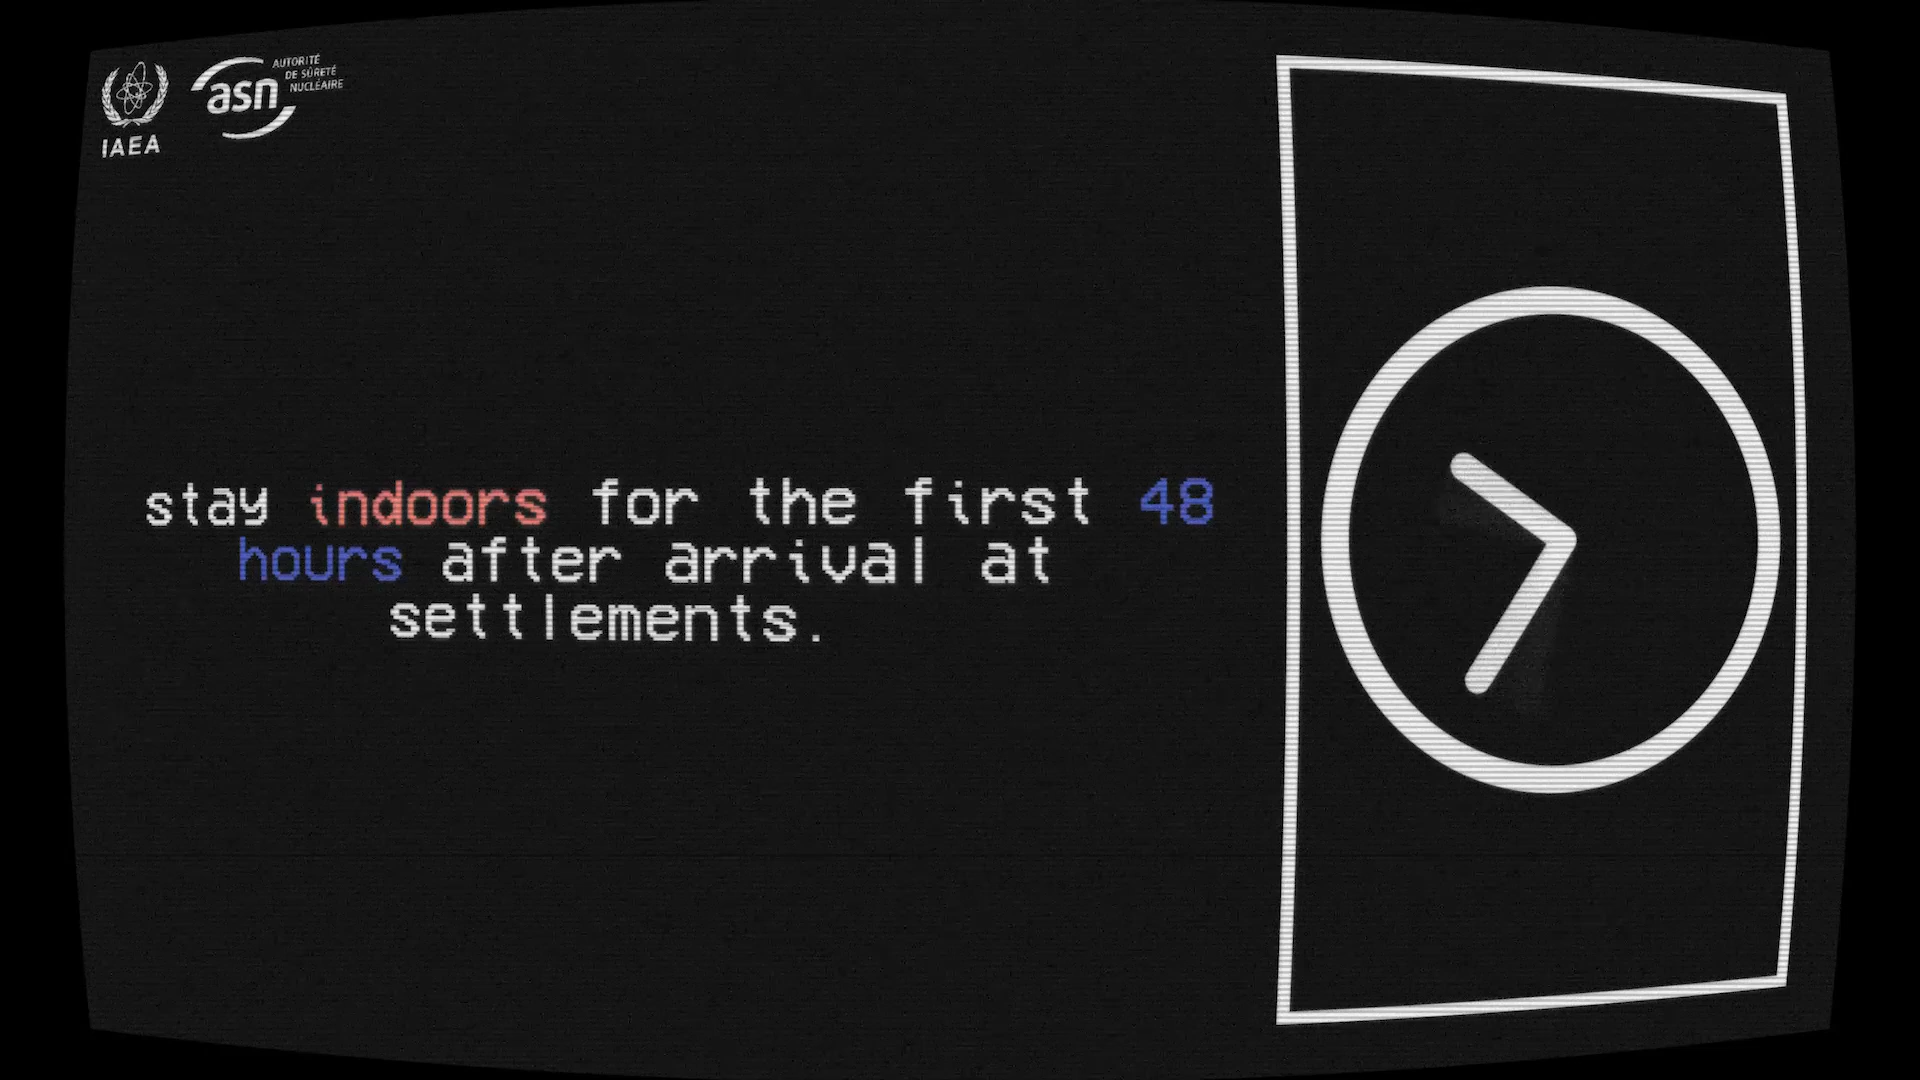 IAEA
asn
AUTORITÉ
DE SÛRETÉ
NUCLÉAIRE
stay indoors for the first 48
hours after arrival at
settlements.